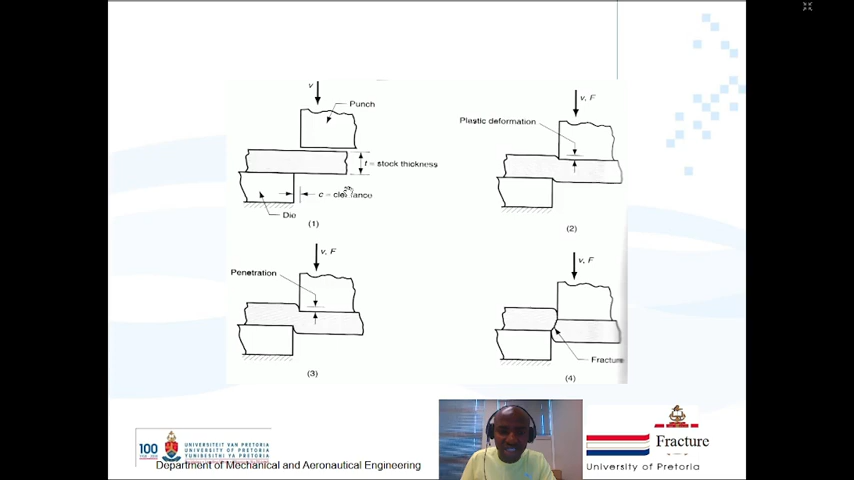 v
Punch
t = stock thickness
c = clearance
Die
(1)
v, F
Plastic deformation
(2)
v, F
Penetration
(3)
v, F
Fracture
(4)
100
UNIVERSITEIT VAN PRETORIA
UNIVERSITY OF PRETORIA
YUNIBESITHI YA PRETORIA
Department of Mechanical and Aeronautical Engineering
Fracture
University of Pretoria